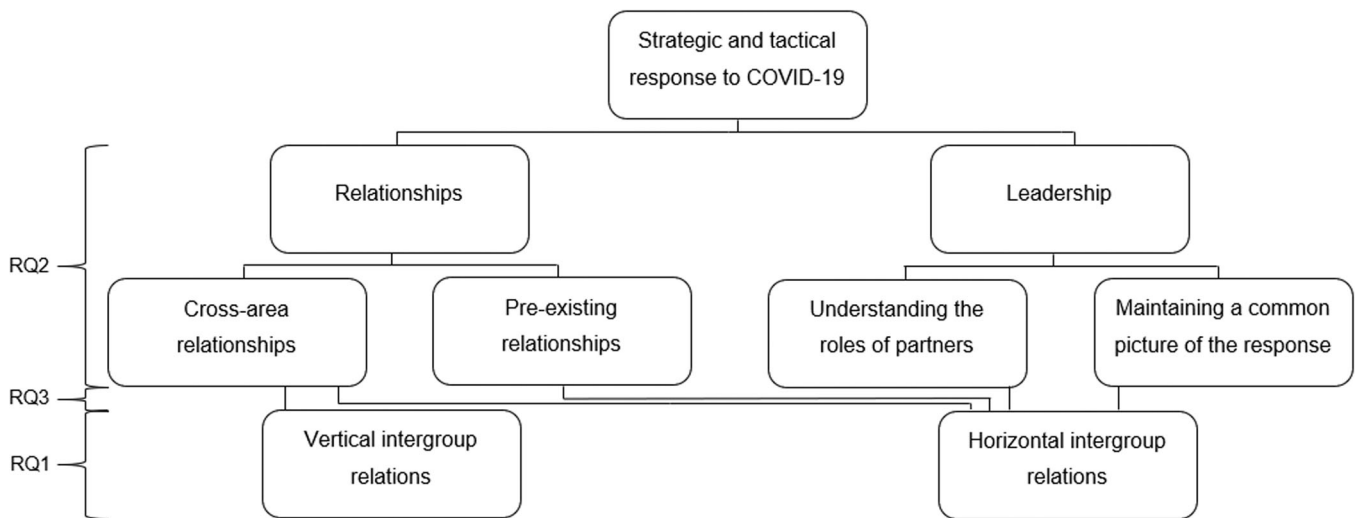 Strategic and tactical
response to COVID-19
Relationships
Leadership
RQ2
Cross-area
relationships
Pre-existing
relationships
Understanding the
roles of partners
Maintaining a common
picture of the response
RQ3
RQ1
Vertical intergroup
relations
Horizontal intergroup
relations